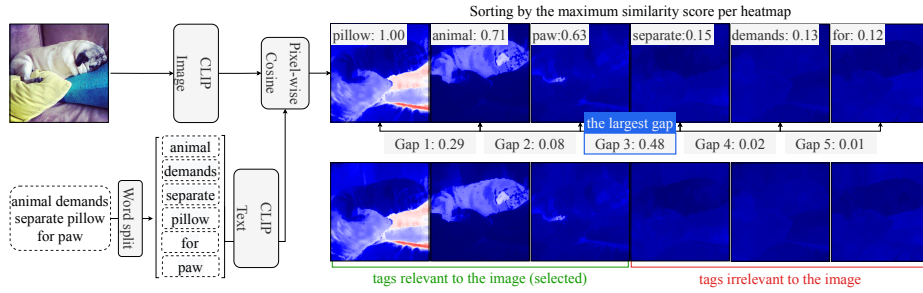 Sorting by the maximum similarity score per heatmap
pillow: 1.00
animal: 0.71
paw:0.63
separate:0.15
demands: 0.13
for: 0.12
CLIP
Image
Pixel-wise
Cosine
the largest gap
Gap 1: 0.29
Gap 2: 0.08
Gap 3: 0.48
Gap 4: 0.02
Gap 5: 0.01
animal demands
separate pillow
for paw
Word split
animal
demands
separate
pillow
for
paw
CLIP
Text
tags relevant to the image (selected)
tags irrelevant to the image